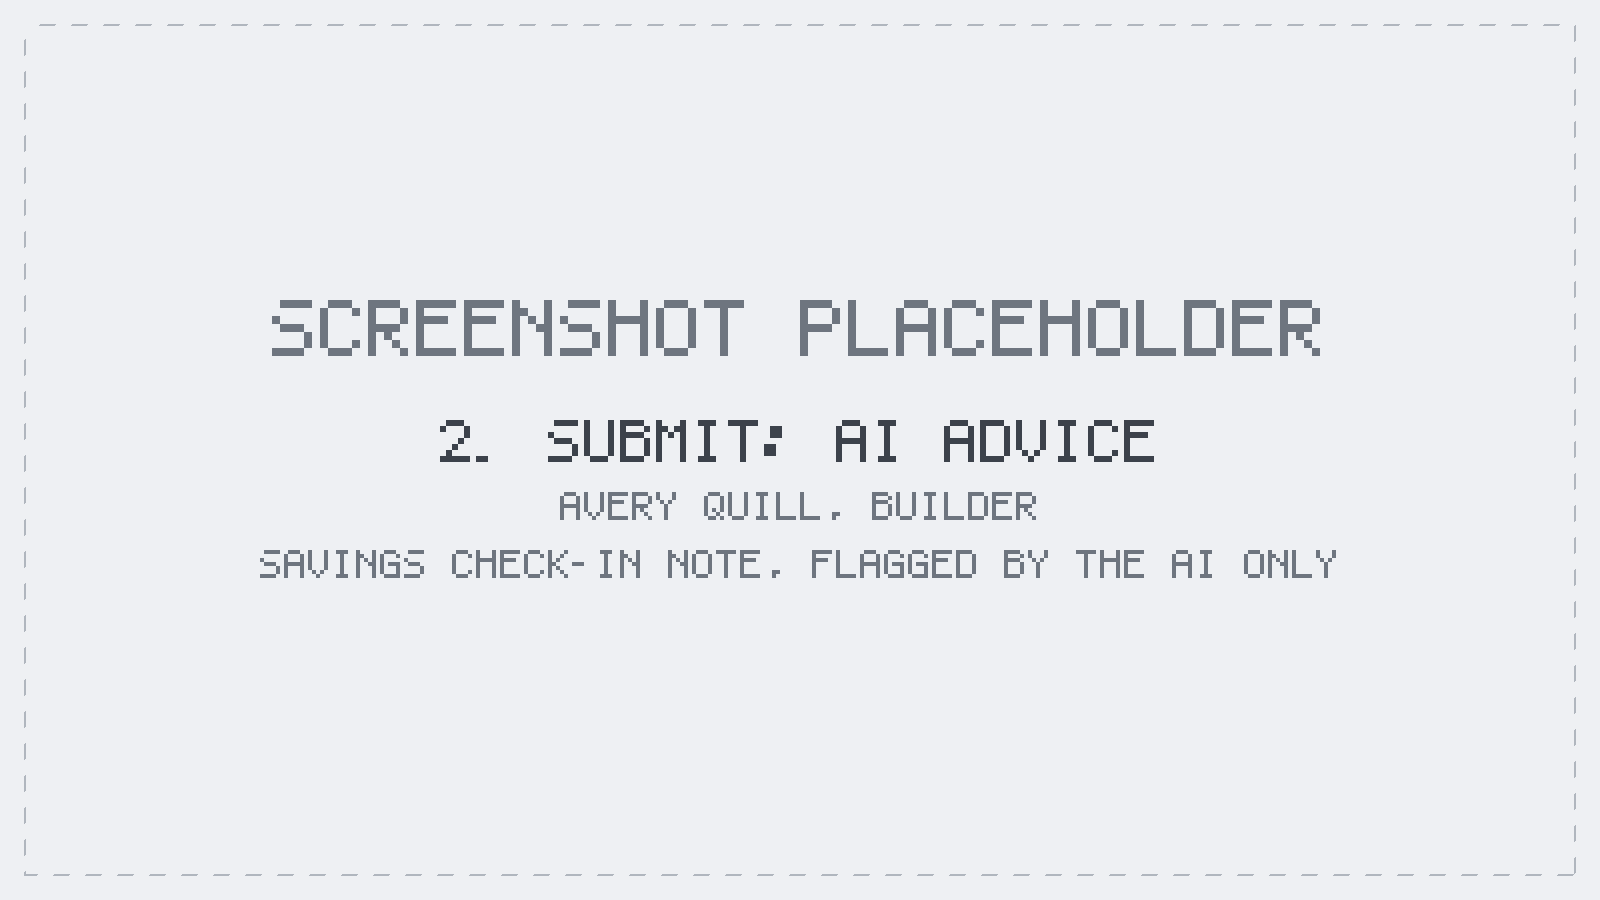 SCREENSHOT PLACEHOLDER
2. SUBMIT: AI ADVICE
AVERY QUILL, BUILDER
SAVINGS CHECK-IN NOTE, FLAGGED BY THE AI ONLY